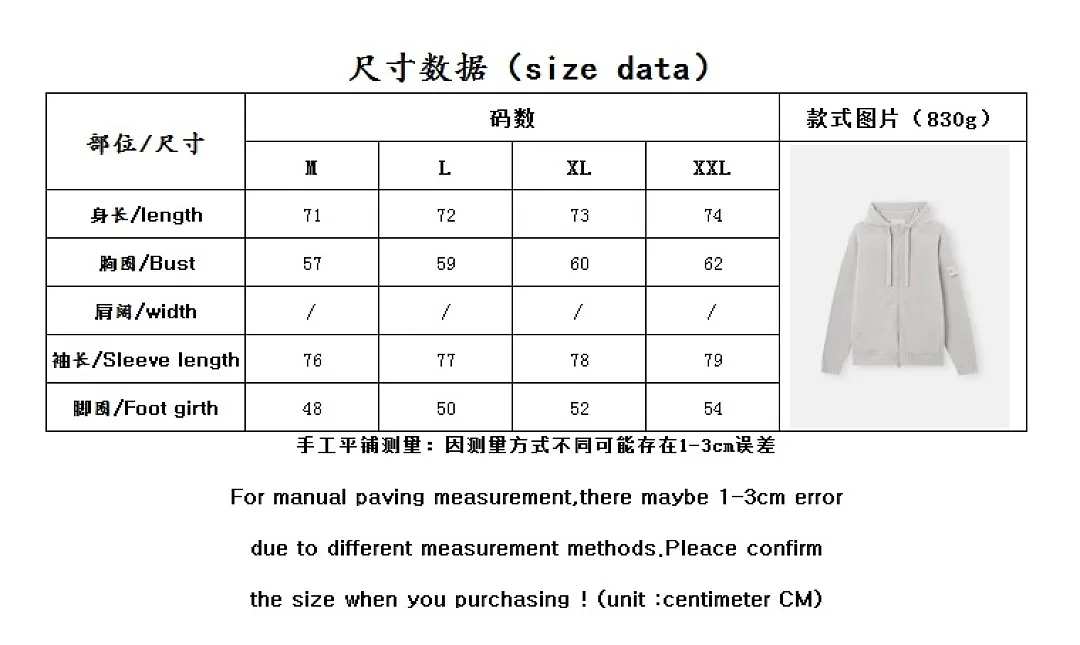 尺寸数据（size data）
部位/尺寸 码数 款式图片（830g）
M L XL XXL
身长/length 71 72 73 74
胸围/Bust 57 59 60 62
肩阔/width / / / /
袖长/Sleeve length 76 77 78 79
脚围/Foot girth 48 50 52 54
手工平铺测量：因测量方式不同可能存在1-3cm误差
For manual paving measurement,there maybe 1-3cm error
due to different measurement methods.Pleace confirm
the size when you purchasing！(unit :centimeter CM)